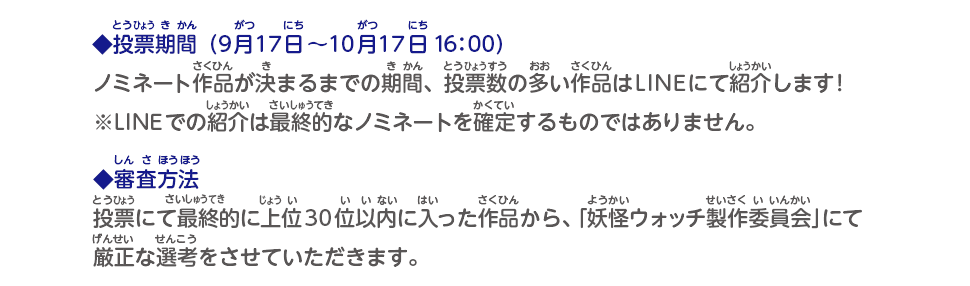 ◆投票期間（9月17日～10月17日 16：00）
ノミネート作品が決まるまでの期間、投票数の多い作品はLINEにて紹介します！
※LINEでの紹介は最終的なノミネートを確定するものではありません。
◆審査方法
投票にて最終的に上位30位以内に入った作品から、「妖怪ウォッチ製作委員会」にて
厳正な選考をさせていただきます。